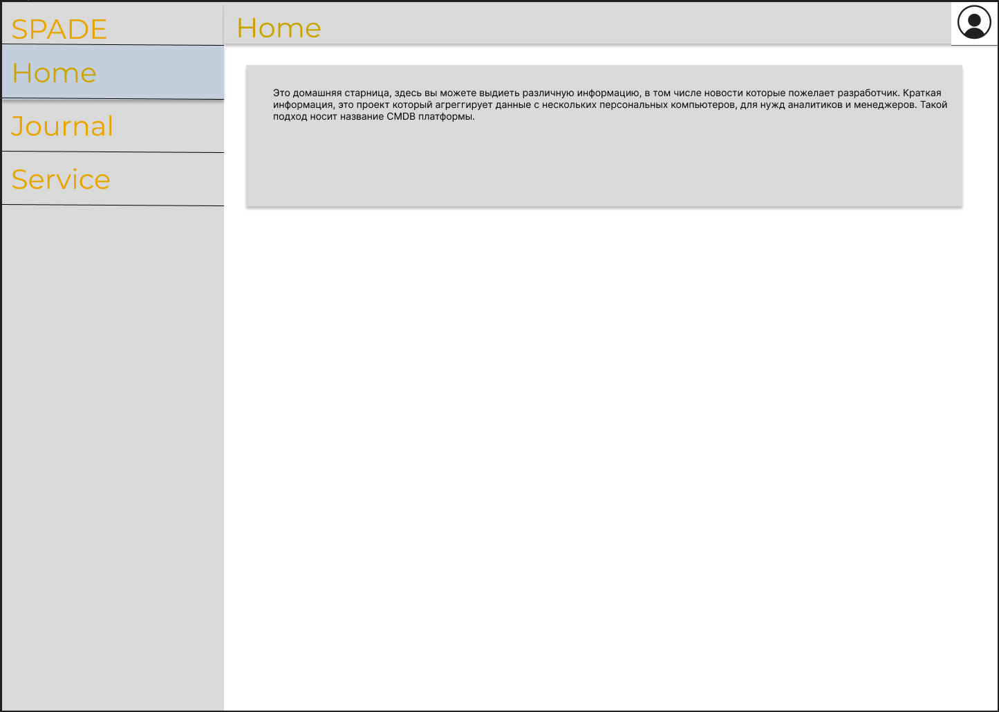 SPADE
Home
Home
Journal
Service
Это домашняя старница, здесь вы можете выдиеть различную информацию, в том числе новости которые пожелает разработчик. Краткая
информация, это проект который агреггирует данные с нескольких персональных компьютеров, для нужд аналитиков и менеджеров. Такой
подход носит название CMDB платформы.